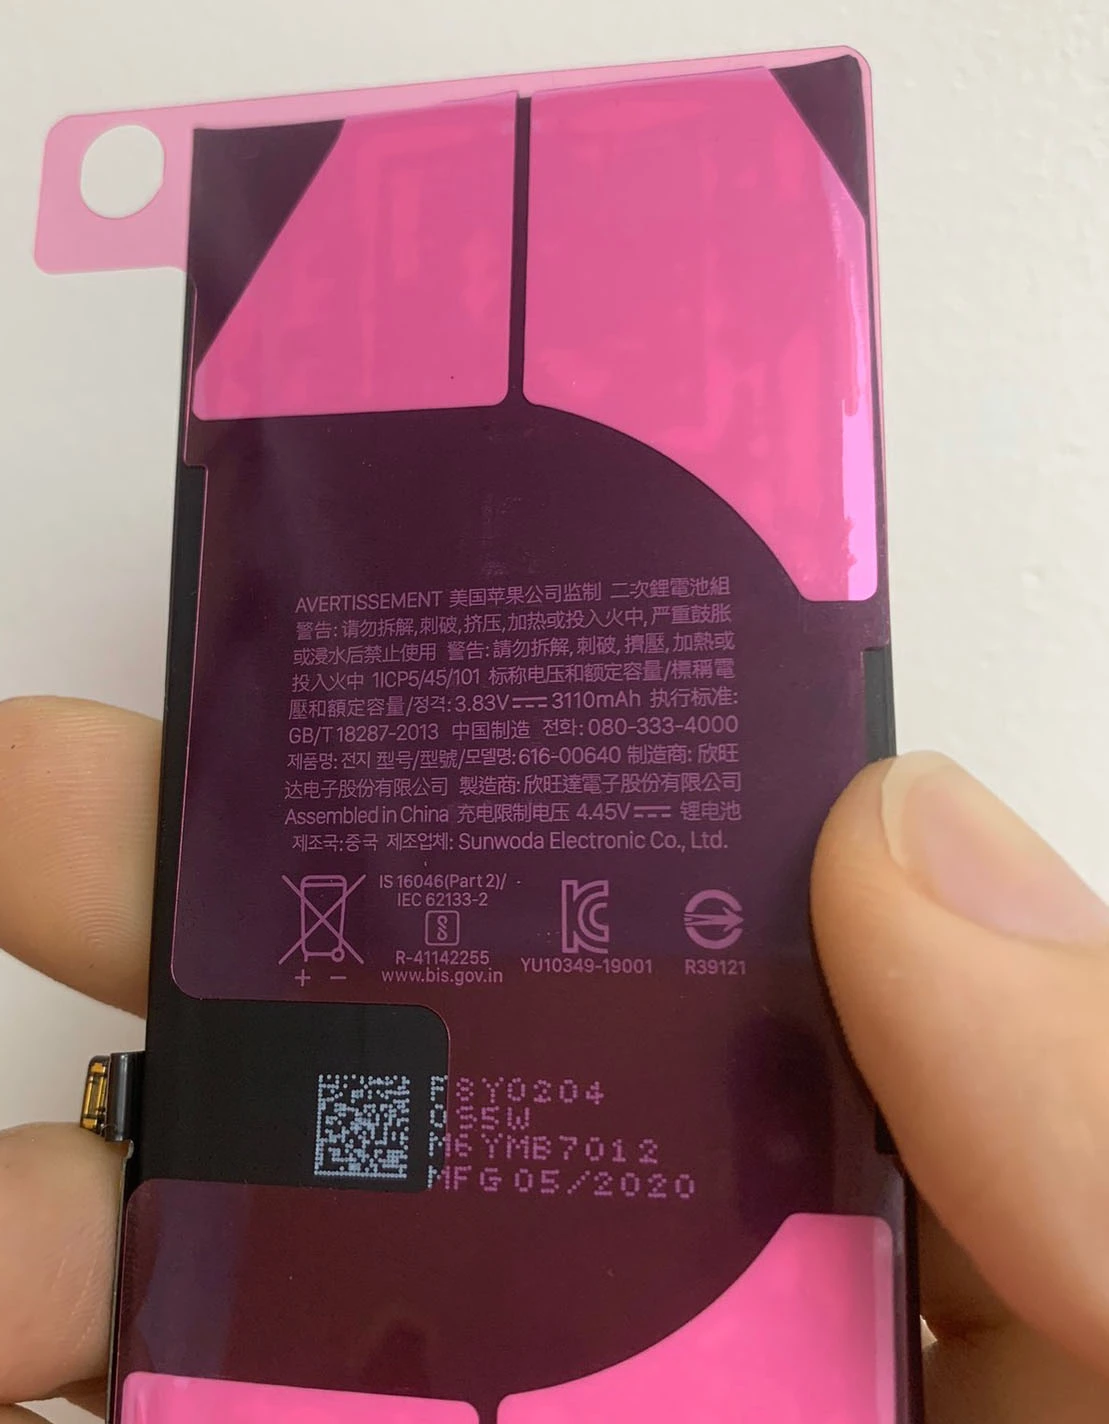 AVERTISSEMENT 美国苹果公司监制 二次鋰電池組
警告:请勿拆解,刺破,挤压,加热或投入火中,严重鼓胀
或浸水后禁止使用 警告:請勿拆解,刺破,擠壓,加熱或
投入火中 1ICP5/45/101 标称电压和额定容量/標稱電
壓和額定容量/정격:3.83V⎓3110mAh 执行标准:
GB/T 18287-2013 中国制造 전화:080-333-4000
제품명:전지 型号/型號/모델명:616-00640 制造商:欣旺
达电子股份有限公司 製造商:欣旺達電子股份有限公司
Assembled in China 充电限制电压 4.45V⎓ 锂电池
제조국:중국 제조업체: Sunwoda Electronic Co., Ltd.
IS 16046(Part 2)/
IEC 62133-2
R-41142255
www.bis.gov.in
YU10349-19001
R39121
+ −
F8Y0204
0S5W
M6YMB7012
MFG 05/2020